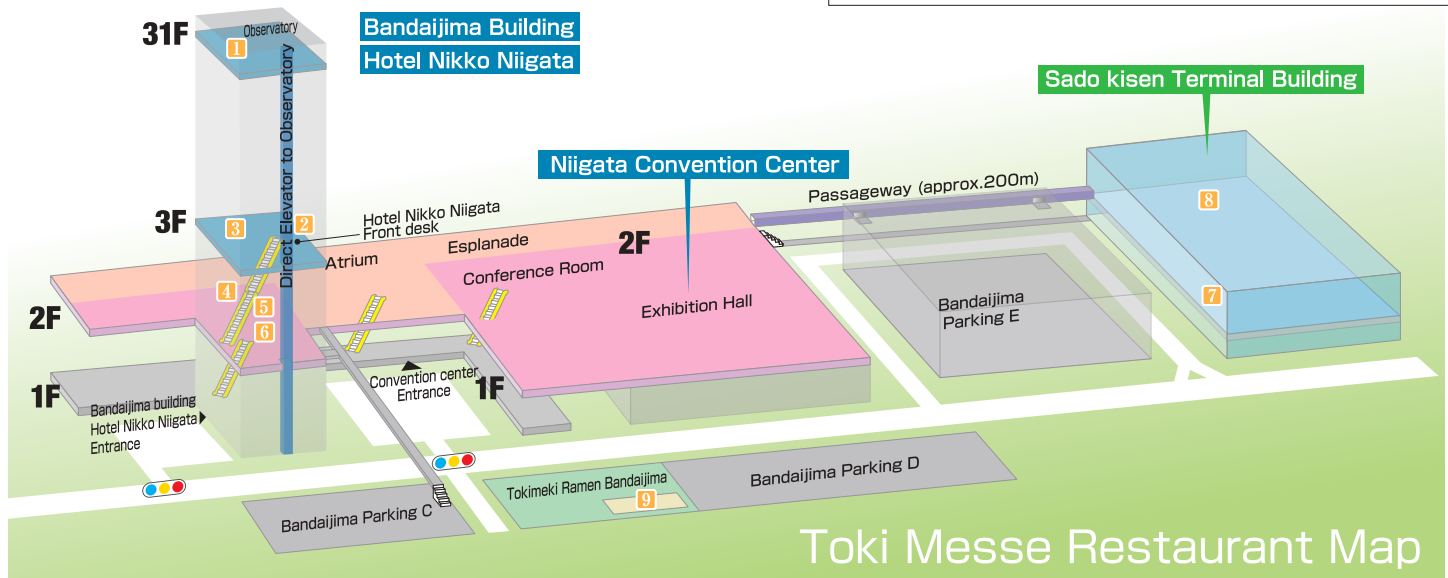 31F
Observatory
1
Bandaijima Building
Hotel Nikko Niigata
Direct Elevator to Observatory
Sado kisen Terminal Building
Niigata Convention Center
Passageway (approx.200m)
8
3F
3
2
Hotel Nikko Niigata
Front desk
Atrium
Esplanade
2F
Conference Room
Exhibition Hall
4
5
6
2F
Bandaijima
Parking E
7
1F
Convention center
Entrance
1F
Bandaijima building
Hotel Nikko Niigata
Entrance
Bandaijima Parking C
Tokimeki Ramen Bandaijima
9
Bandaijima Parking D
Toki Messe Restaurant Map